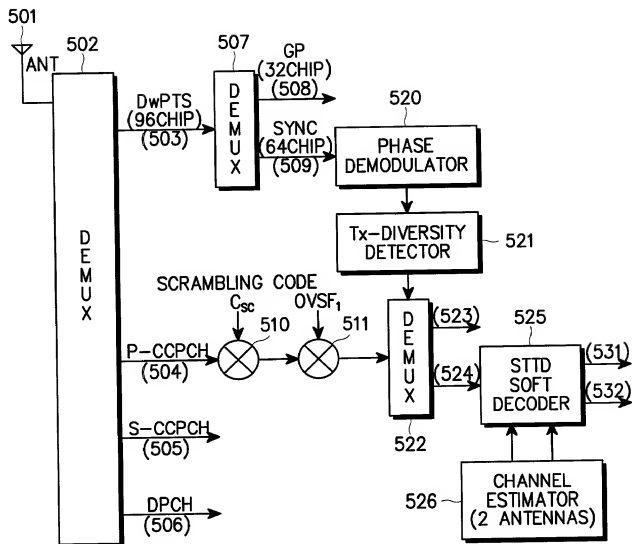 501
ANT
502
DEMUX
DwPTS
(96CHIP)
(503)
507
DEMUX
GP
(32CHIP)
(508)
SYNC
(64CHIP)
(509)
520
PHASE
DEMODULATOR
Tx-DIVERSITY
DETECTOR
521
SCRAMBLING CODE
CSC
OVSF1
510
511
P-CCPCH
(504)
DEMUX
522
(523)
(524)
525
STTD
SOFT
DECODER
(531)
(532)
S-CCPCH
(505)
DPCH
(506)
526
CHANNEL
ESTIMATOR
(2 ANTENNAS)